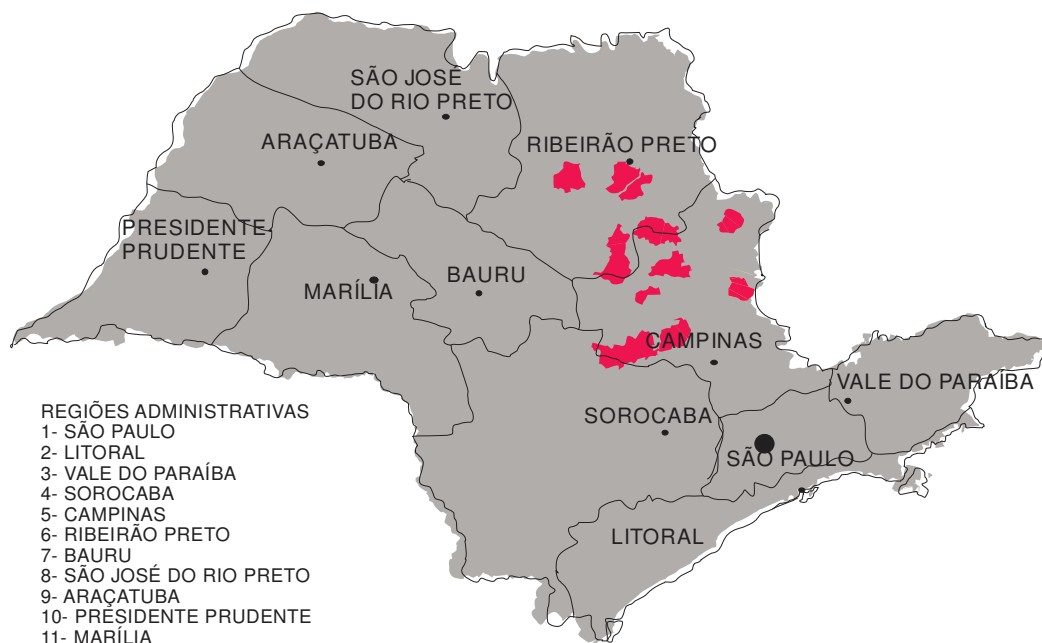 SÃO JOSÉ
DO RIO PRETO
ARAÇATUBA
RIBEIRÃO PRETO
PRESIDENTE
PRUDENTE
MARÍLIA
BAURU
CAMPINAS
VALE DO PARAÍBA
SOROCABA
SÃO PAULO
LITORAL
REGIÕES ADMINISTRATIVAS
1- SÃO PAULO
2- LITORAL
3- VALE DO PARAÍBA
4- SOROCABA
5- CAMPINAS
6- RIBEIRÃO PRETO
7- BAURU
8- SÃO JOSÉ DO RIO PRETO
9- ARAÇATUBA
10- PRESIDENTE PRUDENTE
11- MARÍLIA